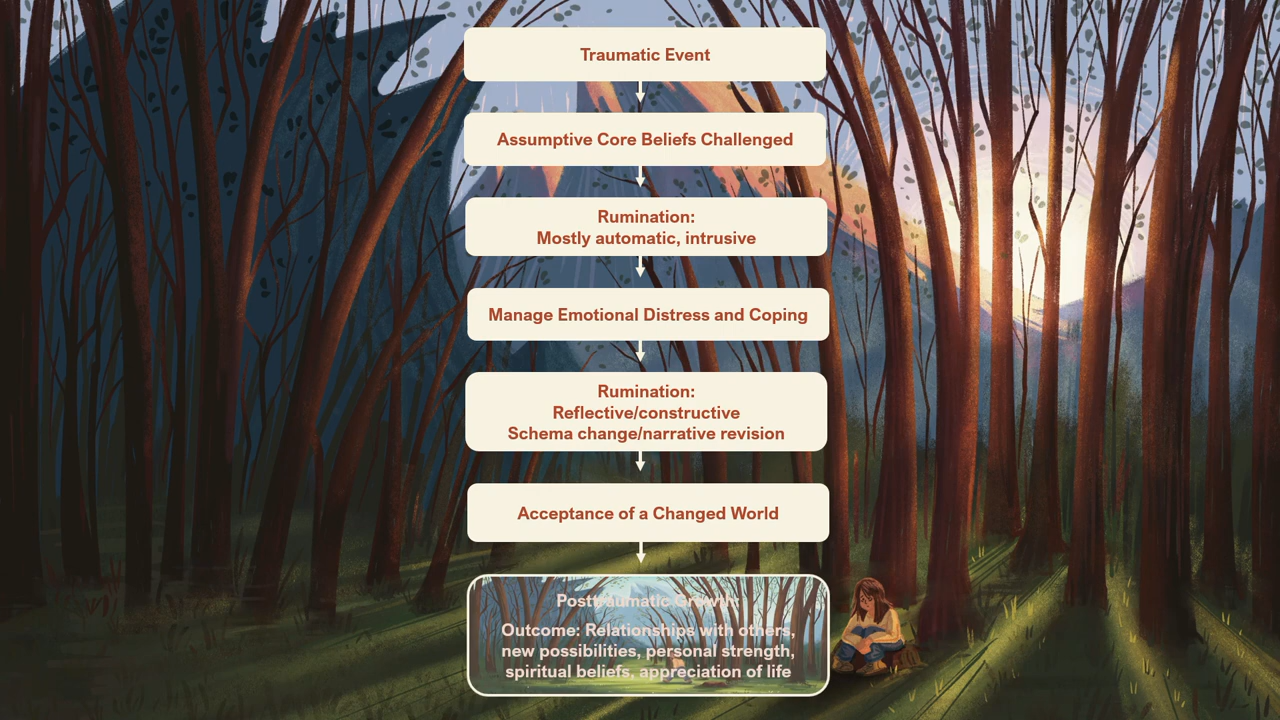 Traumatic Event
Assumptive Core Beliefs Challenged
Rumination:
Mostly automatic, intrusive
Manage Emotional Distress and Coping
Rumination:
Reflective/constructive
Schema change/narrative revision
Acceptance of a Changed World
Posttraumatic Growth:
Outcome: Relationships with others,
new possibilities, personal strength,
spiritual beliefs, appreciation of life